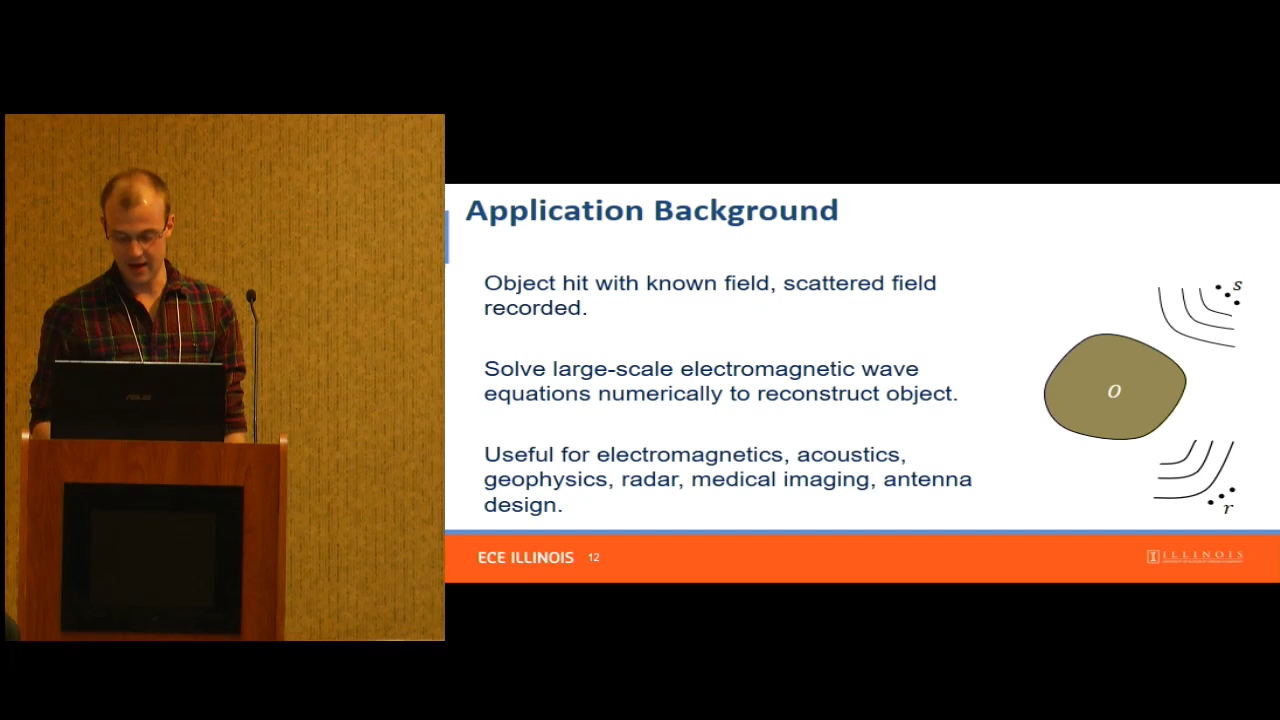 Application Background
Object hit with known field, scattered field
recorded.
Solve large-scale electromagnetic wave
equations numerically to reconstruct object.
Useful for electromagnetics, acoustics,
geophysics, radar, medical imaging, antenna
design.
s
O
r
ECE ILLINOIS 12
I ILLINOIS
ASUS